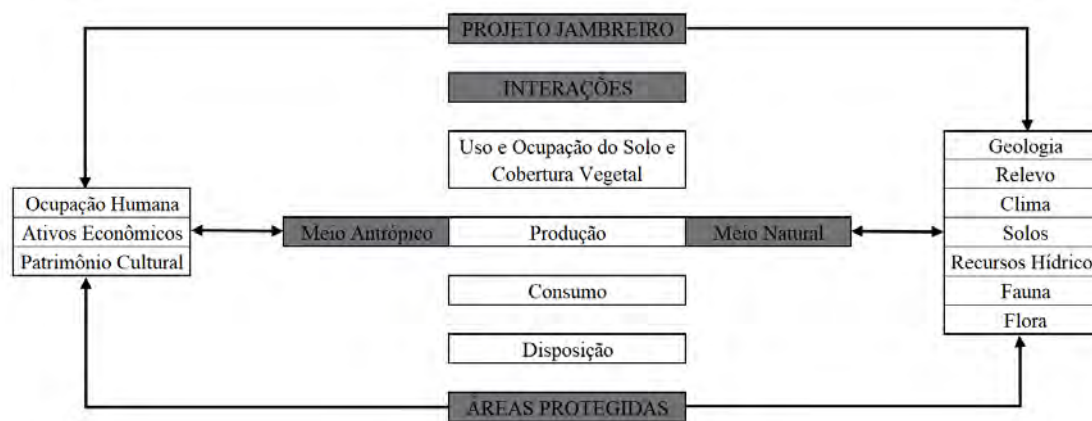 PROJETO JAMBREIRO
INTERAÇÕES
Uso e Ocupação do Solo e
Cobertura Vegetal
Ocupação Humana
Ativos Econômicos
Patrimônio Cultural
Meio Antrópico
Produção
Meio Natural
Geologia
Relevo
Clima
Solos
Recursos Hídrico
Fauna
Flora
Consumo
Disposição
ÁREAS PROTEGIDAS